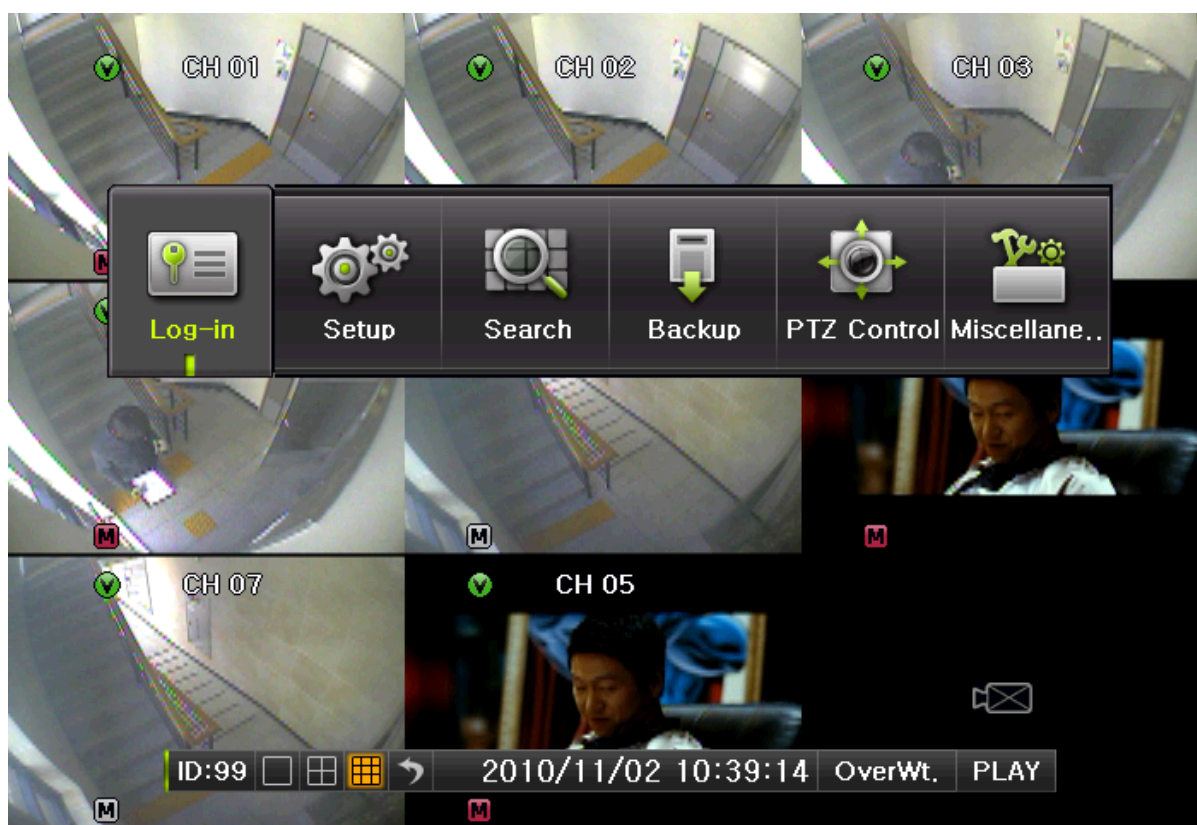 CH 01
CH 02
CH 03
Log-in
Setup
Search
Backup
PTZ Control
Miscellane..
M
M
M
M
CH 07
CH 05
ID:99
2010/11/02 10:39:14
OverWt.
PLAY
M
M